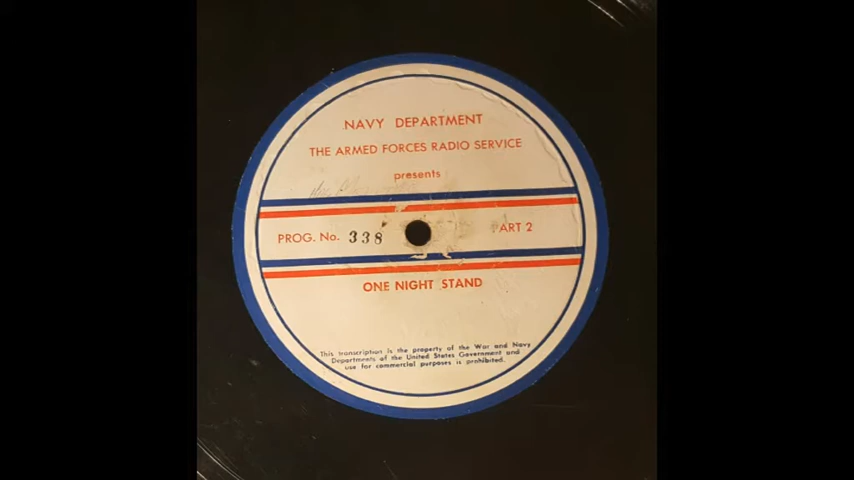 NAVY DEPARTMENT
THE ARMED FORCES RADIO SERVICE
presents
PROG. No. 338 PART 2
ONE NIGHT STAND
This transcription is the property of the War and Navy
Departments of the United States Government and
use for commercial purposes is prohibited.